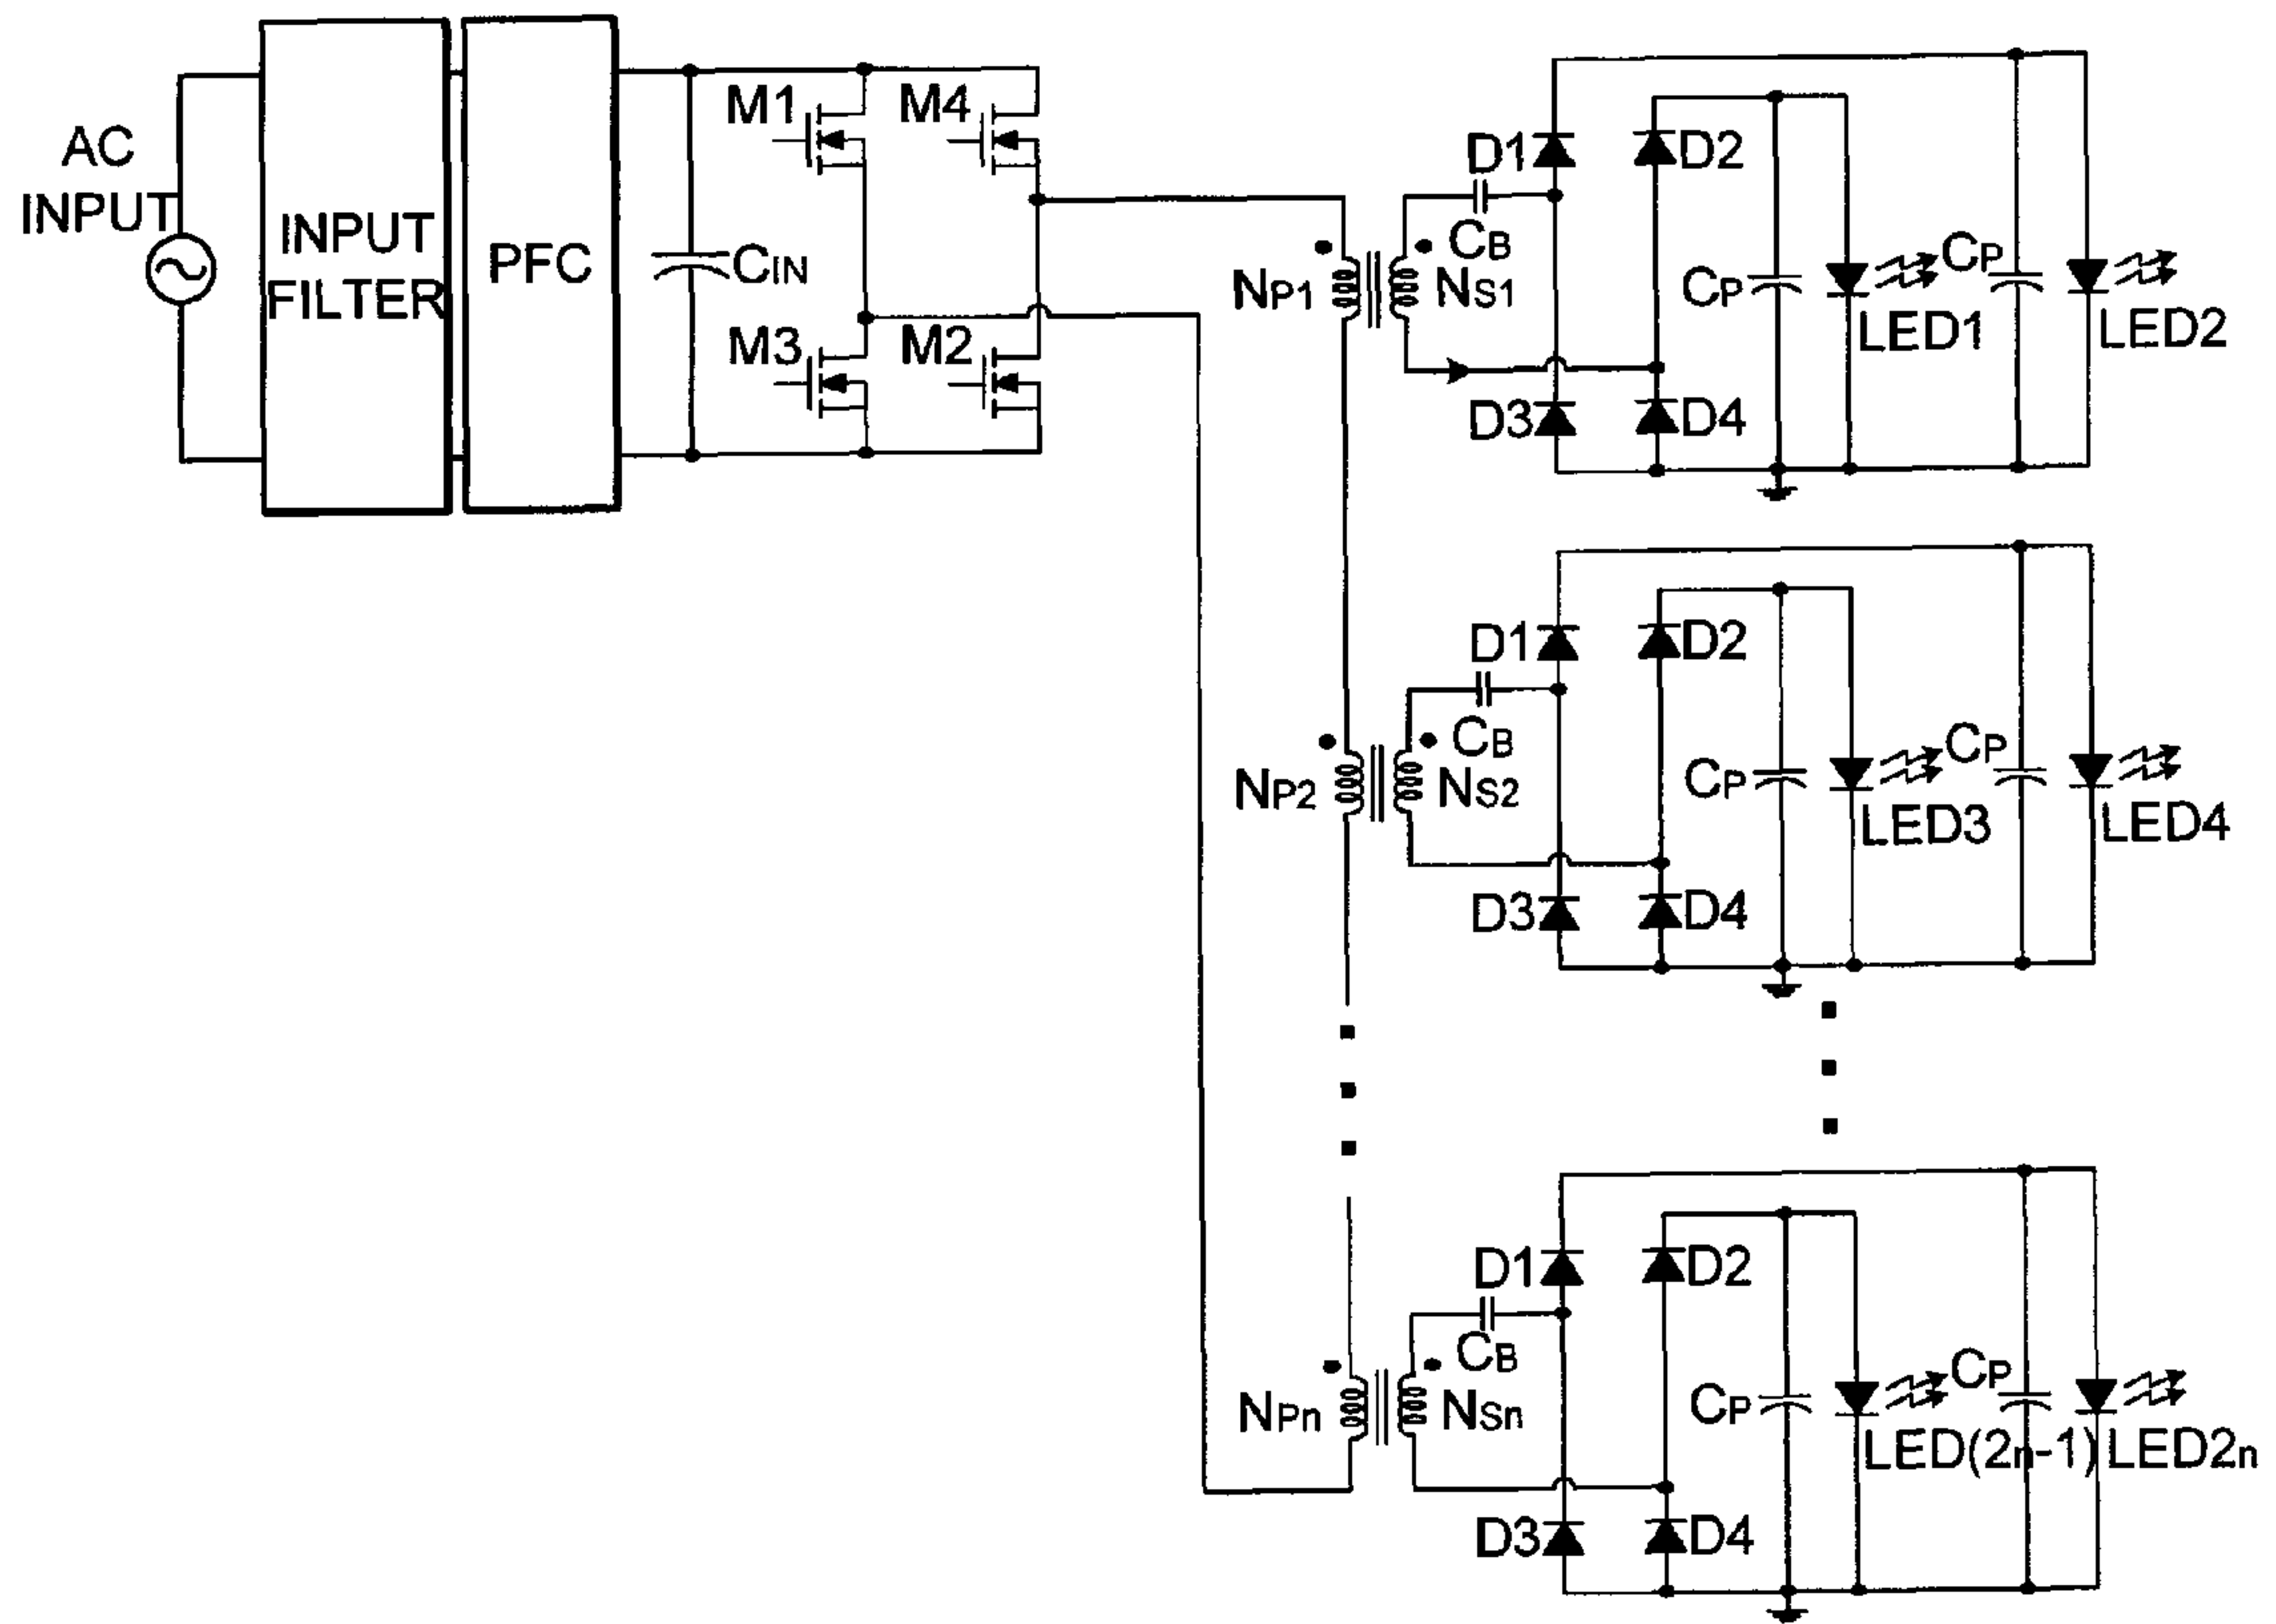 AC
INPUT
INPUT
FILTER
PFC
CIN
M1
M4
M3
M2
NP1
NS1
CB
D1
D2
D3
D4
CP
LED1
CP
LED2
NP2
NS2
CB
D1
D2
D3
D4
CP
LED3
CP
LED4
NPn
NSn
CB
D1
D2
D3
D4
CP
LED(2n-1)
CP
LED2n